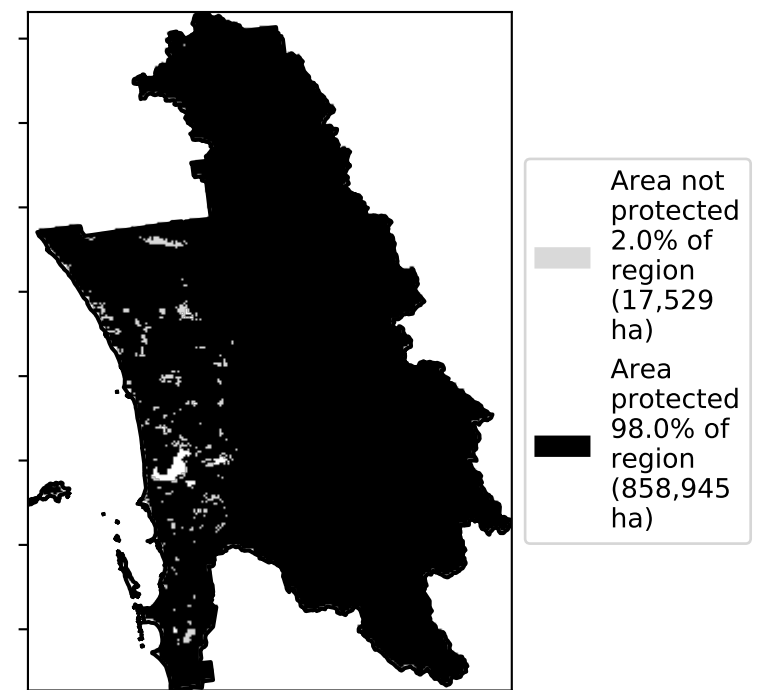 Area not
protected
2.0% of
region
(17,529
ha)
Area
protected
98.0% of
region
(858,945
ha)